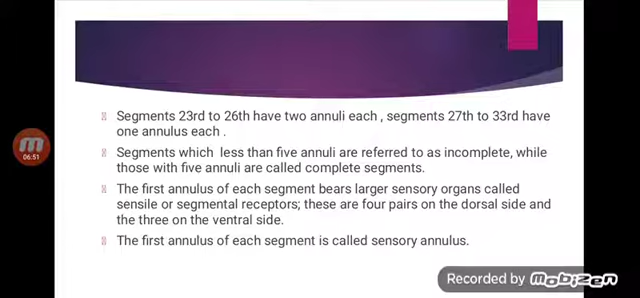 Segments 23rd to 26th have two annuli each , segments 27th to 33rd have
one annulus each .
Segments which less than five annuli are referred to as incomplete, while
those with five annuli are called complete segments.
The first annulus of each segment bears larger sensory organs called
sensile or segmental receptors; these are four pairs on the dorsal side and
the three on the ventral side.
The first annulus of each segment is called sensory annulus.
06:51
Recorded by mobizen